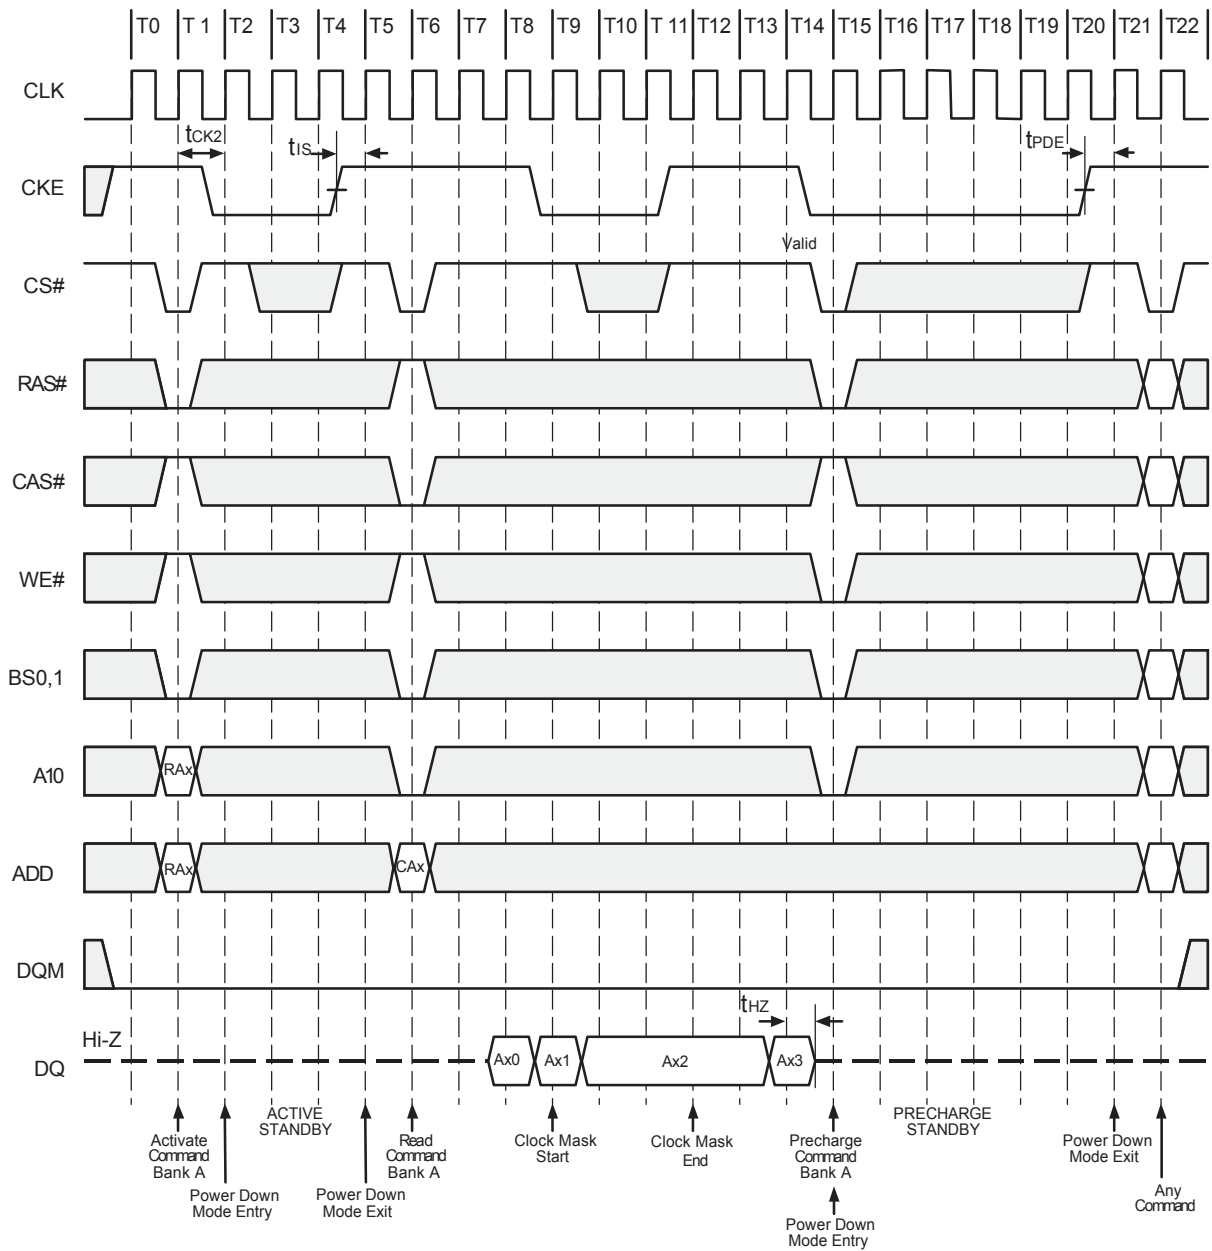 T0 T 1 T2 T3 T4 T5 T6 T7 T8 T9 T10 T 11 T12 T13 T14 T15 T16 T17 T18 T19 T20 T21 T22
CLK
tCK2
tIS
tPDE
CKE
Valid
CS#
RAS#
CAS#
WE#
BS0,1
A10
RAx
ADD
RAx
CAx
DQM
tHZ
Hi-Z
DQ
Ax0 Ax1 Ax2 Ax3
ACTIVE
STANDBY
PRECHARGE
STANDBY
Activate
Command
Bank A
Power Down
Mode Entry
Power Down
Mode Exit
Read
Command
Bank A
Clock Mask
Start
Clock Mask
End
Precharge
Command
Bank A
Power Down
Mode Entry
Power Down
Mode Exit
Any
Command